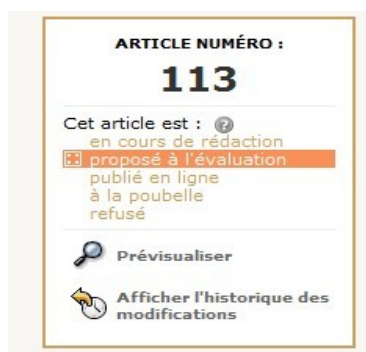 ARTICLE NUMÉRO :
113
Cet article est :
en cours de rédaction
proposé à l'évaluation
publié en ligne
à la poubelle
refusé
Prévisualiser
Afficher l'historique des
modifications